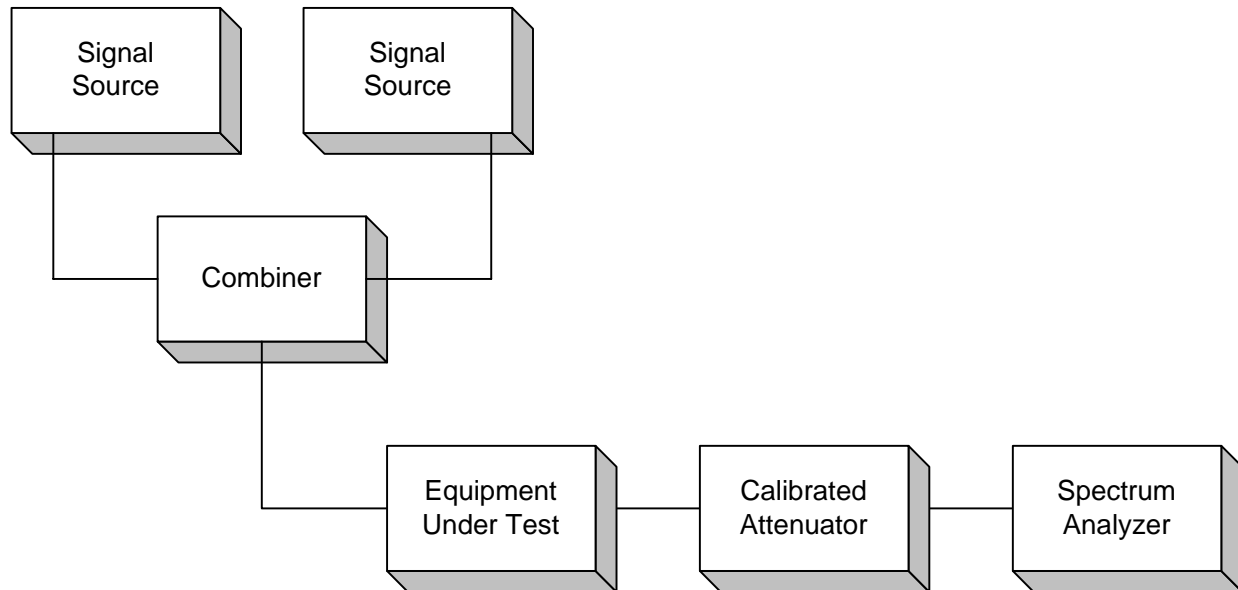 Signal
Source
Signal
Source
Combiner
Equipment
Under Test
Calibrated
Attenuator
Spectrum
Analyzer